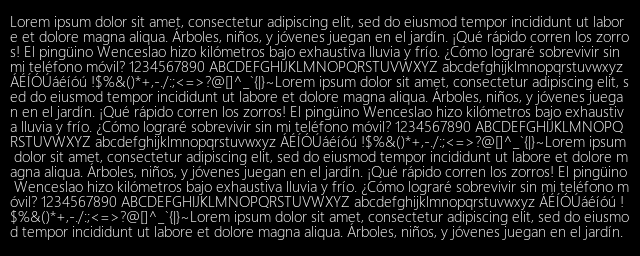 Lorem ipsum dolor sit amet, consectetur adipiscing elit, sed do eiusmod tempor incididunt ut labor
e et dolore magna aliqua. Árboles, niños, y jóvenes juegan en el jardín. ¡Qué rápido corren los zorro
s! El pingüino Wenceslao hizo kilómetros bajo exhaustiva lluvia y frío. ¿Cómo lograré sobrevivir sin
mi teléfono móvil? 1234567890 ABCDEFGHIJKLMNOPQRSTUVWXYZ abcdefghijklmnopqrstuvwxyz
ÁÉÍÓÚáéíóú !$%&()*+,-./:;<=>?@[]^_`{|}~Lorem ipsum dolor sit amet, consectetur adipiscing elit, s
ed do eiusmod tempor incididunt ut labore et dolore magna aliqua. Árboles, niños, y jóvenes juega
n en el jardín. ¡Qué rápido corren los zorros! El pingüino Wenceslao hizo kilómetros bajo exhaustiv
a lluvia y frío. ¿Cómo lograré sobrevivir sin mi teléfono móvil? 1234567890 ABCDEFGHIJKLMNOPQ
RSTUVWXYZ abcdefghijklmnopqrstuvwxyz ÁÉÍÓÚáéíóú !$%&()*+,-./:;<=>?@[]^_`{|}~Lorem ipsum
dolor sit amet, consectetur adipiscing elit, sed do eiusmod tempor incididunt ut labore et dolore m
agna aliqua. Árboles, niños, y jóvenes juegan en el jardín. ¡Qué rápido corren los zorros! El pingüino
Wenceslao hizo kilómetros bajo exhaustiva lluvia y frío. ¿Cómo lograré sobrevivir sin mi teléfono m
óvil? 1234567890 ABCDEFGHIJKLMNOPQRSTUVWXYZ abcdefghijklmnopqrstuvwxyz ÁÉÍÓÚáéíóú !
$%&()*+,-./:;<=>?@[]^_`{|}~Lorem ipsum dolor sit amet, consectetur adipiscing elit, sed do eiusmo
d tempor incididunt ut labore et dolore magna aliqua. Árboles, niños, y jóvenes juegan en el jardín.